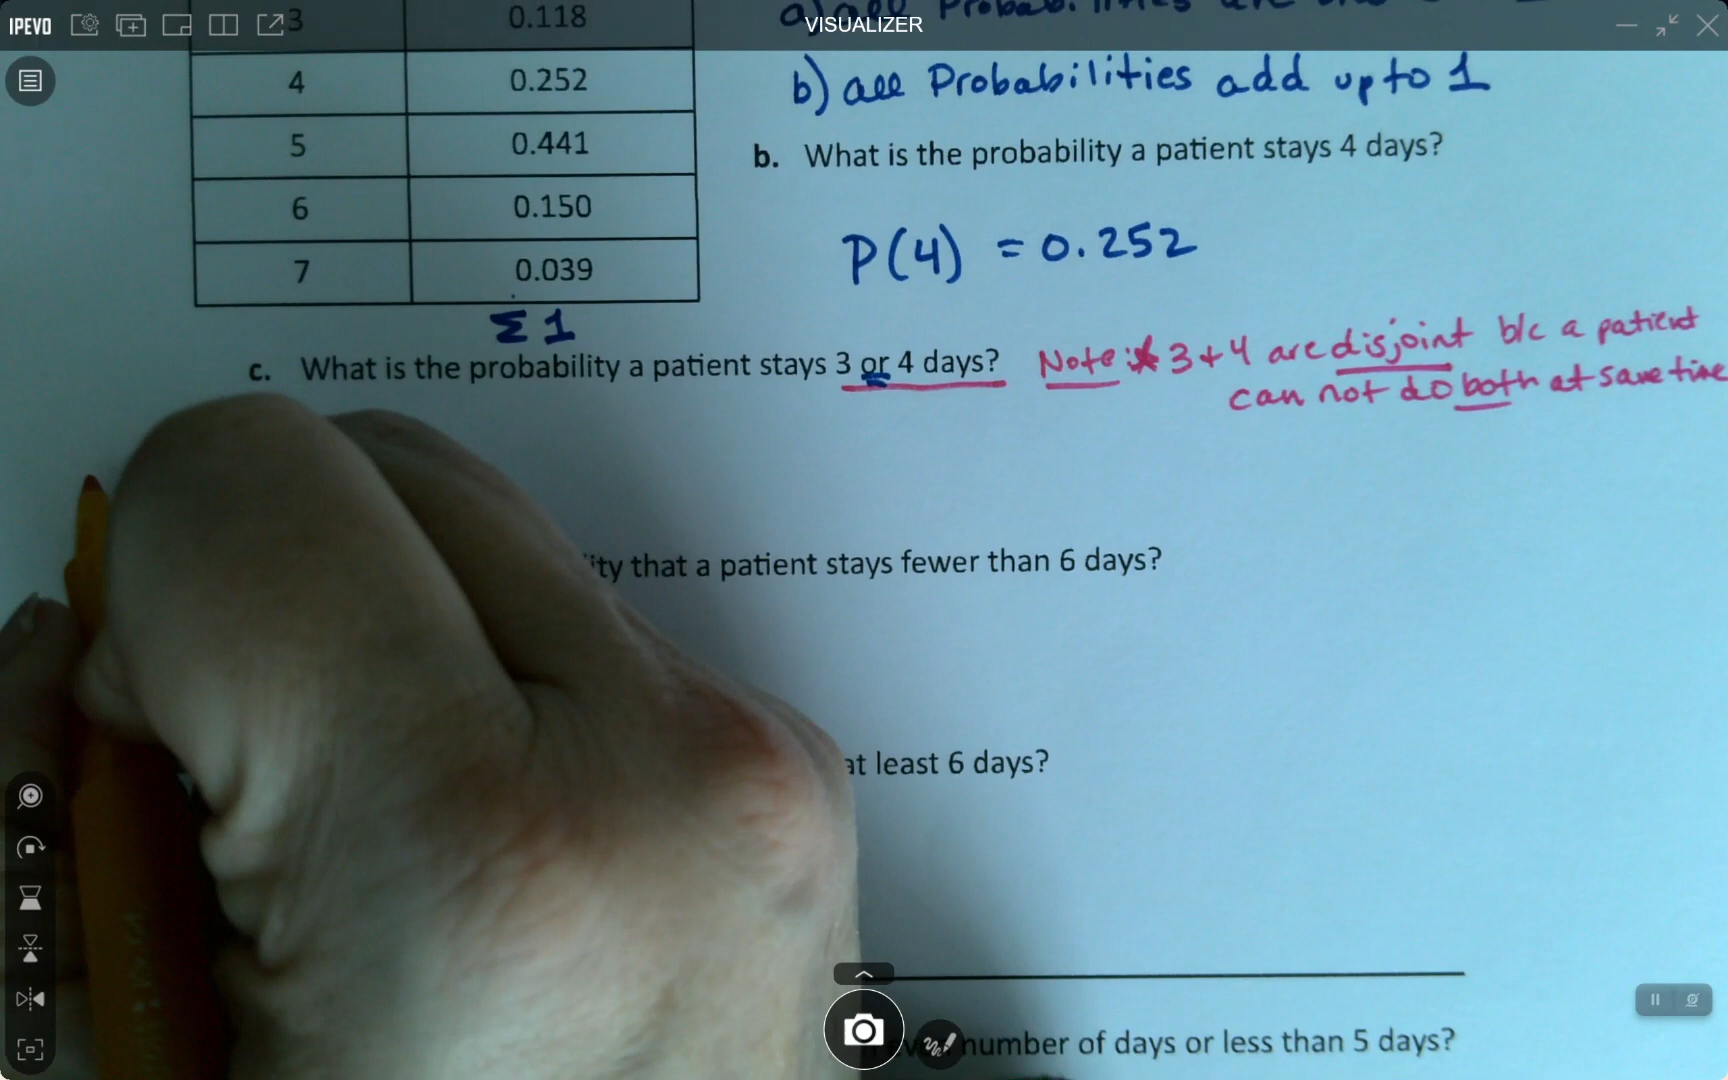 IPEVO
VISUALIZER
3 0.118
b) all Probabilities add up to 1
4 0.252
5 0.441
b. What is the probability a patient stays 4 days?
6 0.150
P(4) = 0.252
7 0.039
Σ 1
c. What is the probability a patient stays 3 or 4 days?
Note:* 3+4 are disjoint b/c a patient
can not do both at same time
ity that a patient stays fewer than 6 days?
at least 6 days?
number of days or less than 5 days?